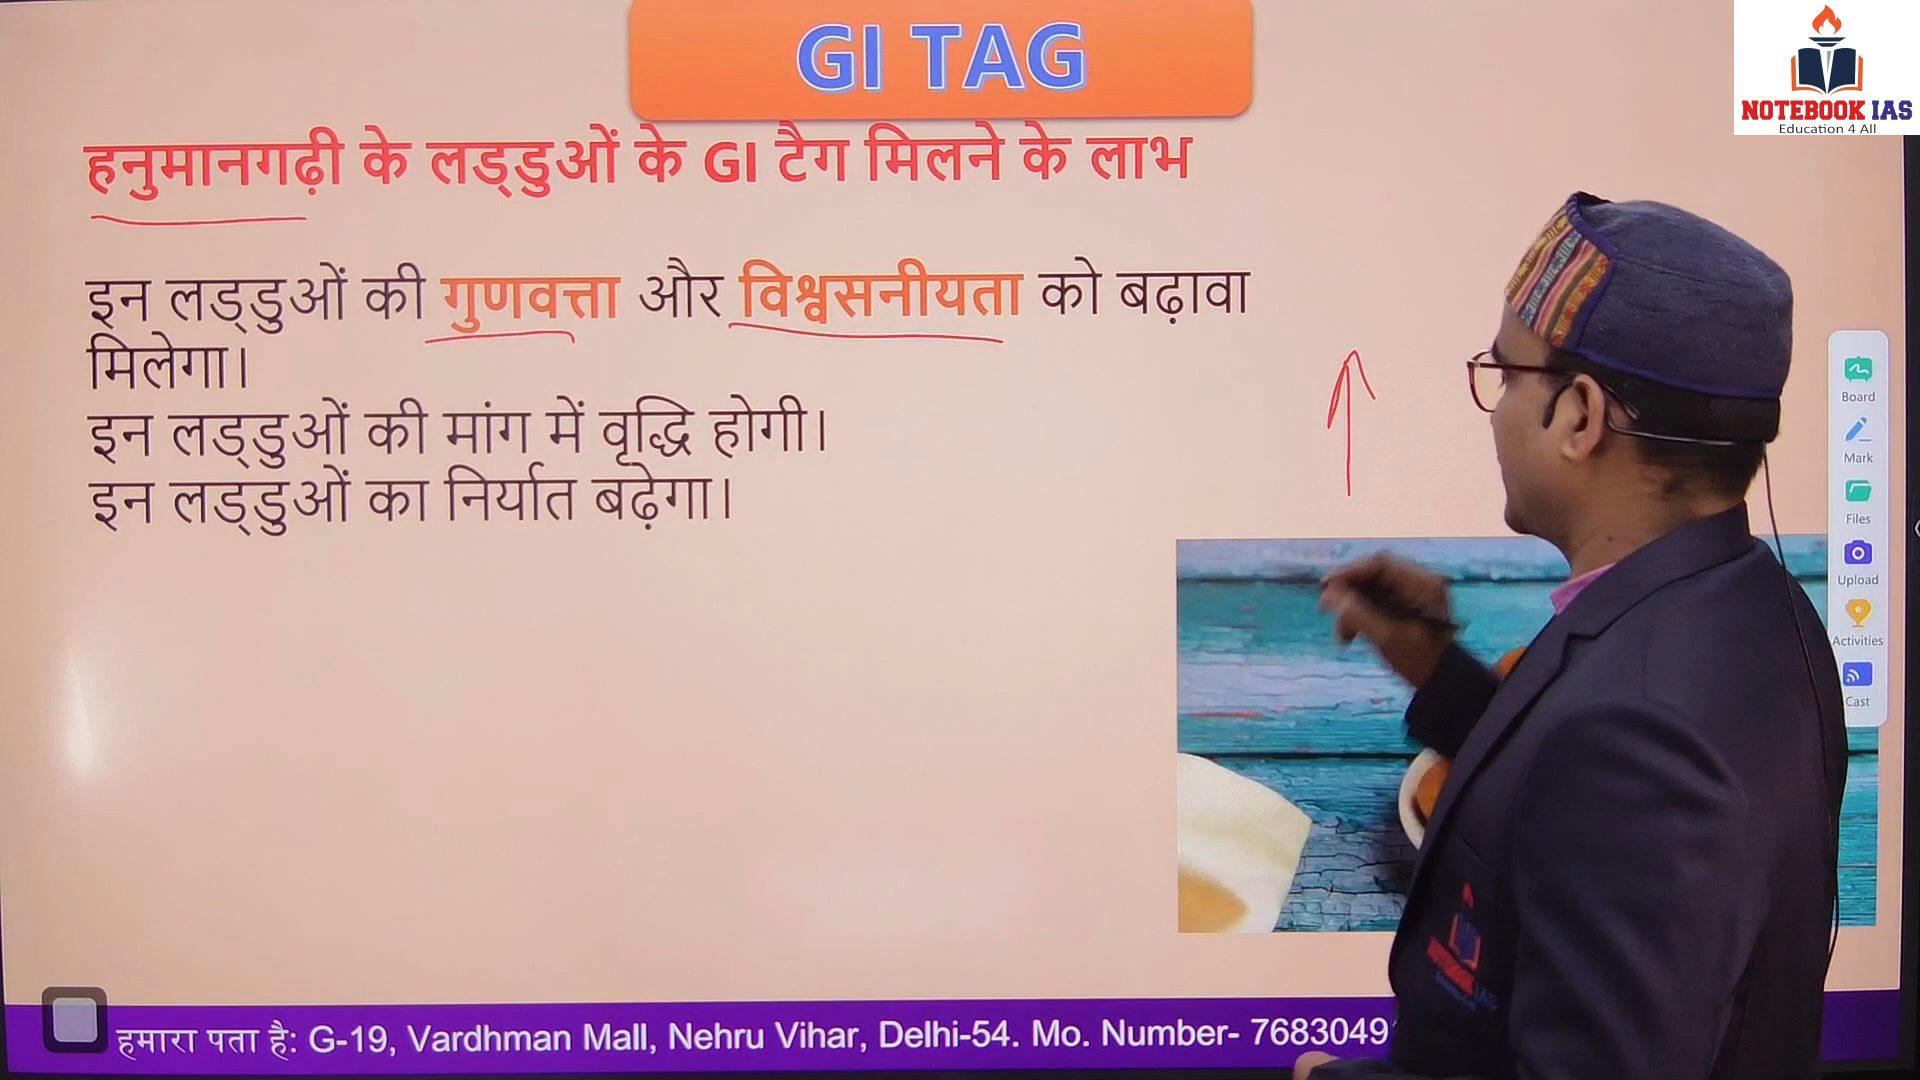 GI TAG
NOTEBOOK IAS
Education 4 All
हनुमानगढ़ी के लड्डुओं के GI टैग मिलने के लाभ
इन लड्डुओं की गुणवत्ता और विश्वसनीयता को बढ़ावा
मिलेगा।
इन लड्डुओं की मांग में वृद्धि होगी।
इन लड्डुओं का निर्यात बढ़ेगा।
Board
Mark
Files
Upload
Activities
Cast
हमारा पता है: G-19, Vardhman Mall, Nehru Vihar, Delhi-54. Mo. Number- 7683049